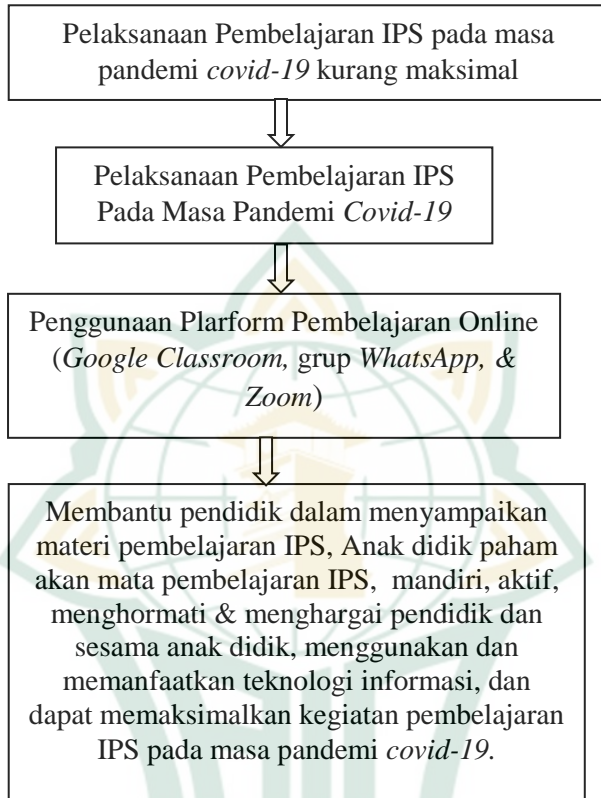 Pelaksanaan Pembelajaran IPS pada masa
pandemi covid-19 kurang maksimal
Pelaksanaan Pembelajaran IPS
Pada Masa Pandemi Covid-19
Penggunaan Plarform Pembelajaran Online
(Google Classroom, grup WhatsApp, &
Zoom)
Membantu pendidik dalam menyampaikan
materi pembelajaran IPS, Anak didik paham
akan mata pembelajaran IPS, mandiri, aktif,
menghormati & menghargai pendidik dan
sesama anak didik, menggunakan dan
memanfaatkan teknologi informasi, dan
dapat memaksimalkan kegiatan pembelajaran
IPS pada masa pandemi covid-19.